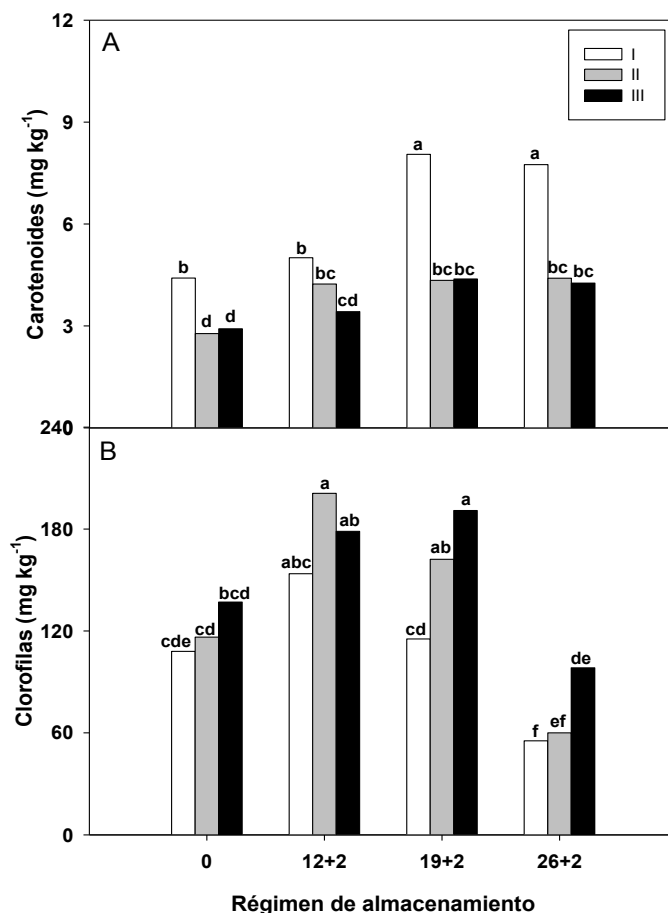 12
A
I
II
III
9
6
3
Carotenoides (mg kg-1)
b d d
b bc cd
a bc bc
a bc bc
0
240
B
180
120
60
0
Clorofilas (mg kg-1)
cde cd bcd
abc a ab
cd ab a
f ef de
0 12+2 19+2 26+2
Régimen de almacenamiento